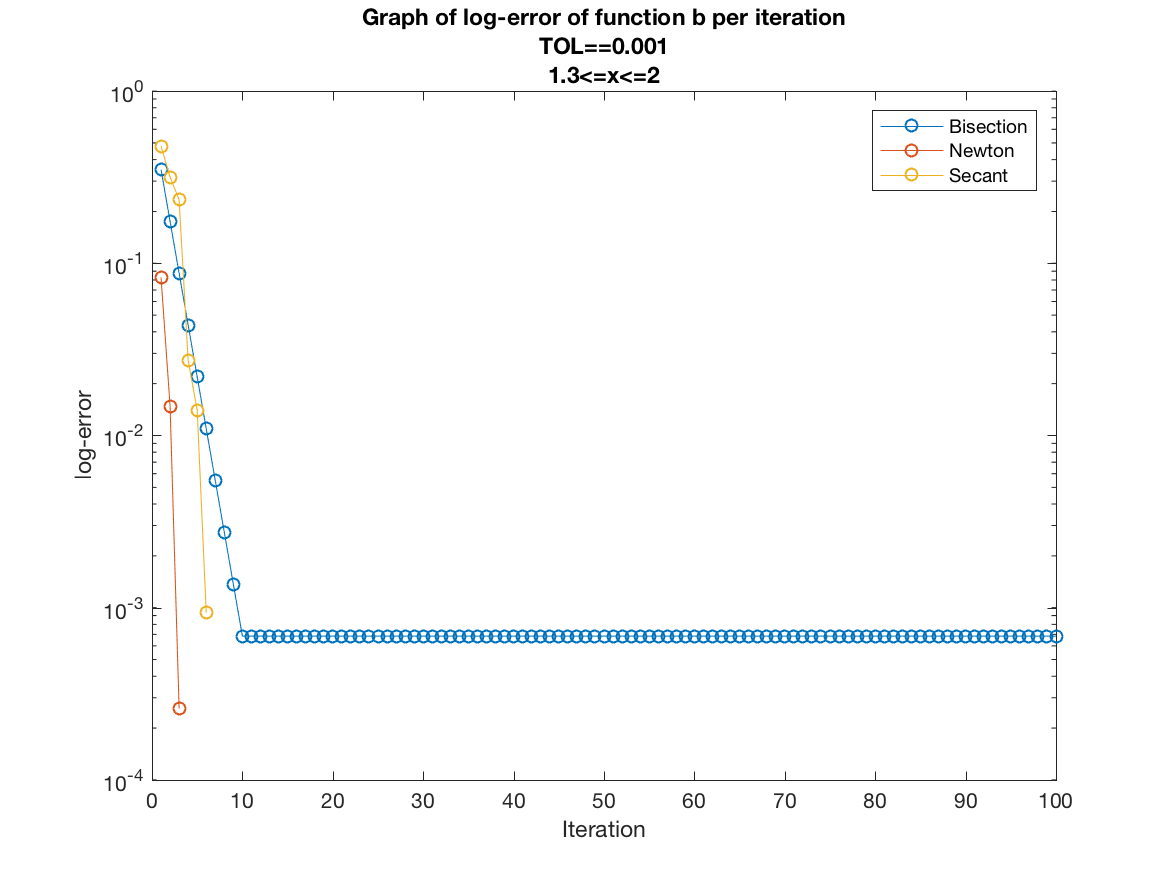 Graph of log-error of function b per iteration
TOL==0.001
1.3<=x<=2
10^0
10^-1
10^-2
10^-3
10^-4
log-error
Bisection
Newton
Secant
0 10 20 30 40 50 60 70 80 90 100
Iteration